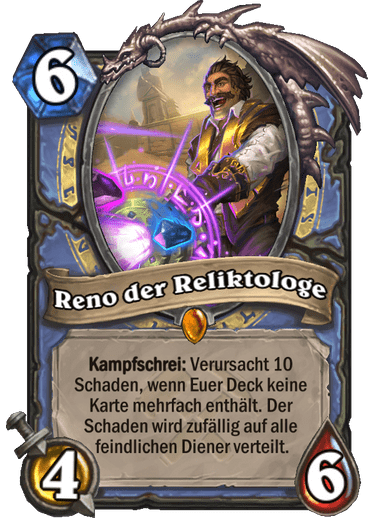 6
Reno der Reliktologe
Kampfschrei: Verursacht 10
Schaden, wenn Euer Deck keine
Karte mehrfach enthält. Der
Schaden wird zufällig auf alle
feindlichen Diener verteilt.
4
6